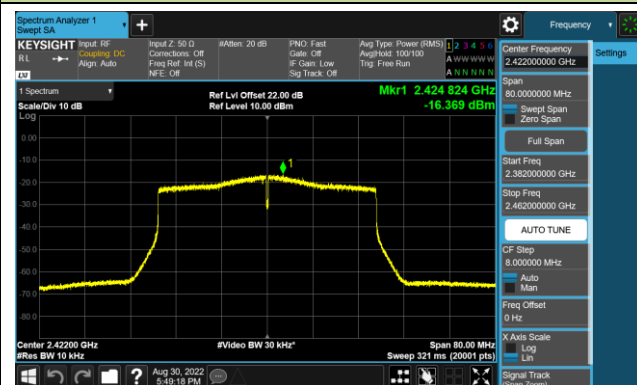 Spectrum Analyzer 1
Swept SA
+
Frequency
KEYSIGHT
RL
LXI
Input: RF
Coupling: DC
Align: Auto
Input Z: 50 Ω
Corrections: Off
Freq Ref: Int (S)
NFE: Off
#Atten: 20 dB
PNO: Fast
Gate: Off
IF Gain: Low
Sig Track: Off
Avg Type: Power (RMS)
Avg|Hold: 100/100
Trig: Free Run
1 2 3 4 5 6
A W W W W W
A N N N N N
1 Spectrum
Scale/Div 10 dB
Log
Ref Lvl Offset 22.00 dB
Ref Level 10.00 dBm
Mkr1 2.424 824 GHz
-16.369 dBm
0.00
-10.0
-20.0
-30.0
-40.0
-50.0
-60.0
-70.0
-80.0
1
Center 2.42200 GHz
#Res BW 10 kHz
#Video BW 30 kHz*
Span 80.00 MHz
Sweep 321 ms (20001 pts)
?
Aug 30, 2022
5:49:18 PM
Center Frequency
2.422000000 GHz
Span
80.0000000 MHz
Swept Span
Zero Span
Full Span
Start Freq
2.382000000 GHz
Stop Freq
2.462000000 GHz
AUTO TUNE
CF Step
8.000000 MHz
Auto
Man
Freq Offset
0 Hz
X Axis Scale
Log
Lin
Signal Track
(Span Zoom)
Settings